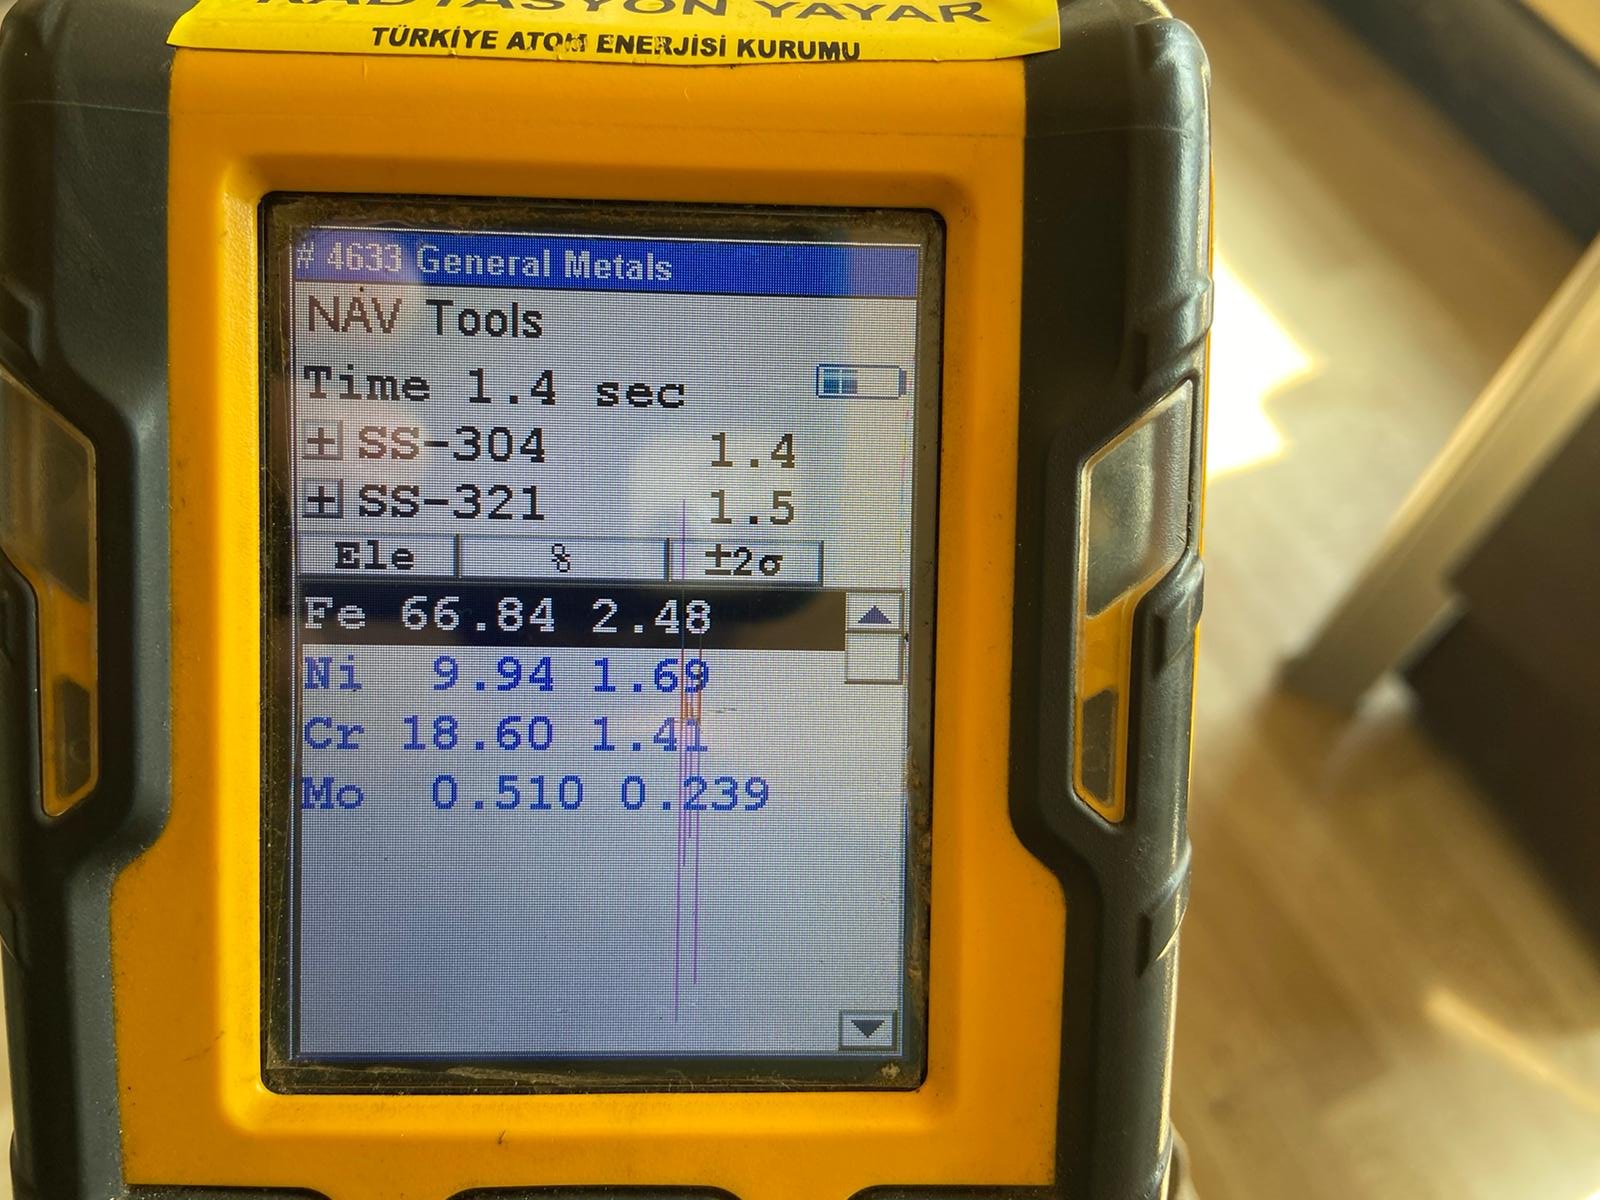 RADYASYON YAYAR
TÜRKİYE ATOM ENERJİSİ KURUMU
# 4633 General Metals
NAV Tools
Time 1.4 sec
+ SS-304 1.4
+ SS-321 1.5
Ele % ±2σ
Fe 66.84 2.48
Ni 9.94 1.69
Cr 18.60 1.41
Mo 0.510 0.239